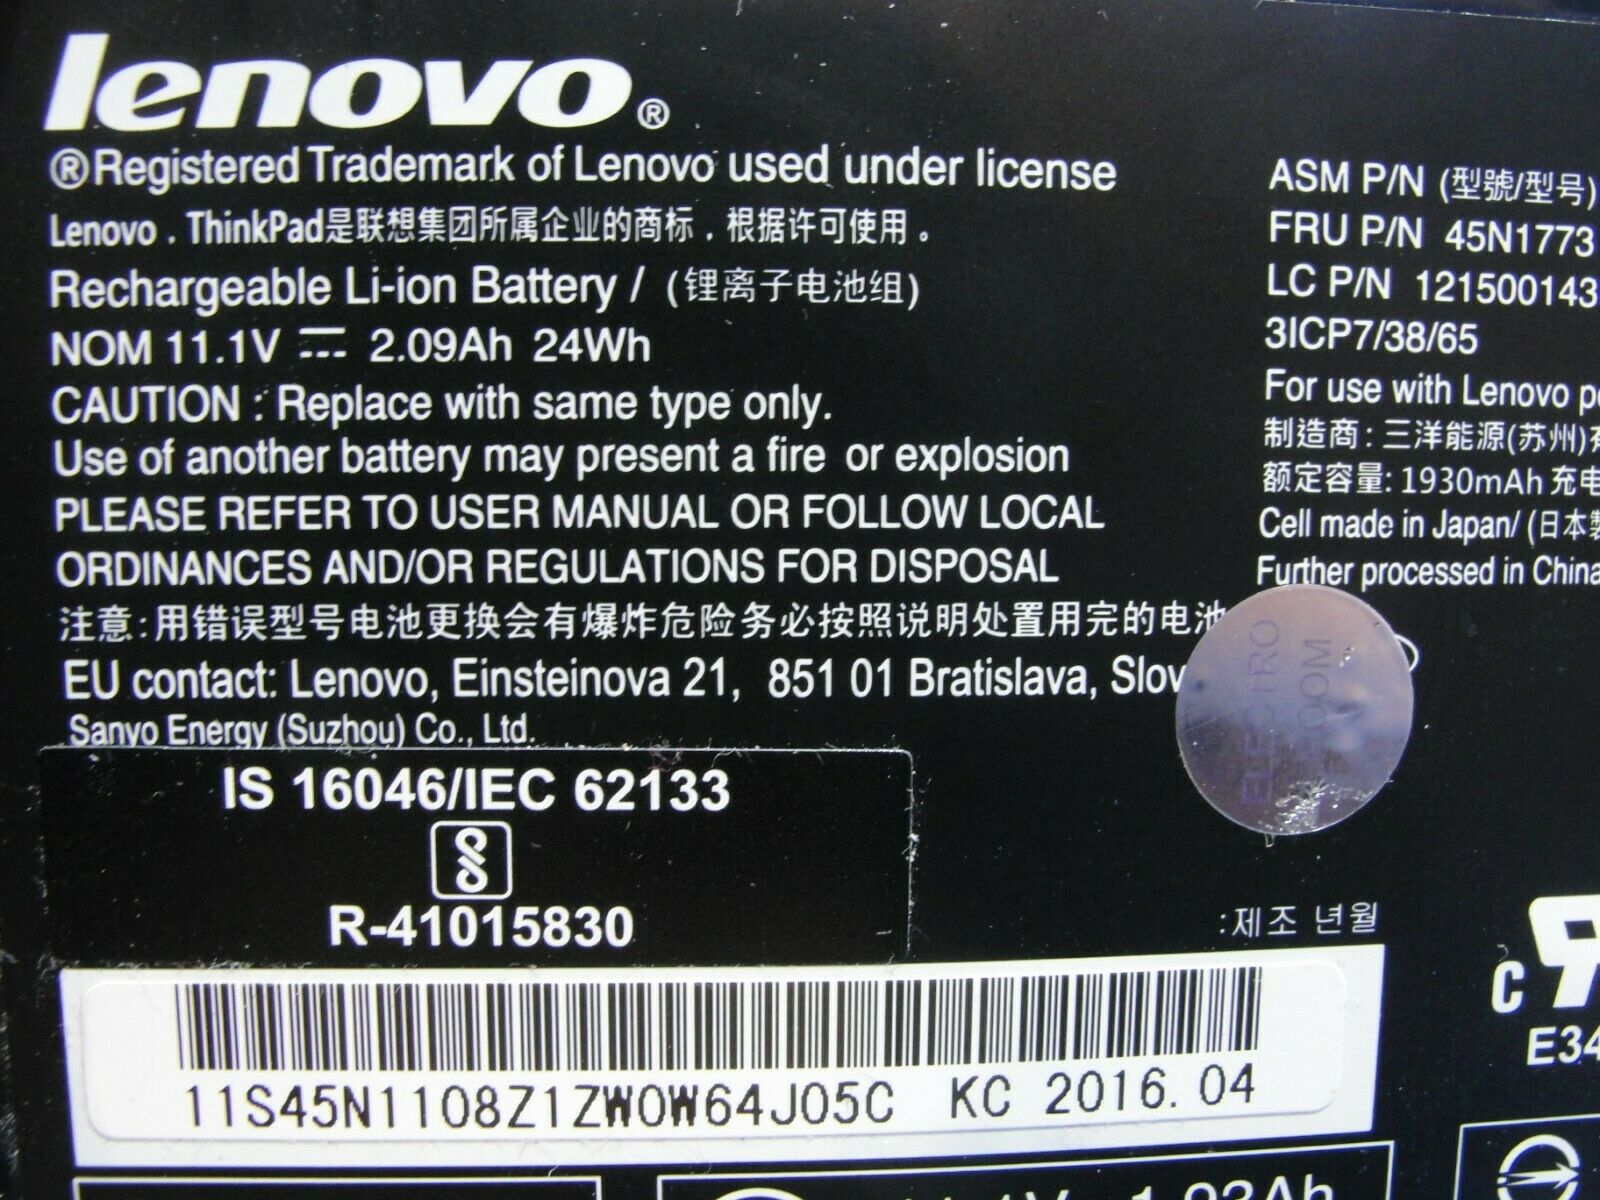 lenovo®
®Registered Trademark of Lenovo used under license
Lenovo , ThinkPad是联想集团所属企业的商标 , 根据许可使用 。
Rechargeable Li-ion Battery / (锂离子电池组)
NOM 11.1V 2.09Ah 24Wh
CAUTION : Replace with same type only.
Use of another battery may present a fire or explosion
PLEASE REFER TO USER MANUAL OR FOLLOW LOCAL
ORDINANCES AND/OR REGULATIONS FOR DISPOSAL
注意:用错误型号电池更换会有爆炸危险务必按照说明处置用完的电池
EU contact: Lenovo, Einsteinova 21, 851 01 Bratislava, Slov
Sanyo Energy (Suzhou) Co., Ltd.
ASM P/N (型號/型号)
FRU P/N 45N1773
LC P/N 121500143
3ICP7/38/65
For use with Lenovo
制造商: 三洋能源(苏州)
额定容量: 1930mAh 充电
Cell made in Japan/ (日本製
Further processed in China
ELECTRO
ROOM
IS 16046/IEC 62133
R-41015830
:제조 년월
11S45N1108Z1ZW0W64J05C KC 2016.04
c
E34
1.93Ah